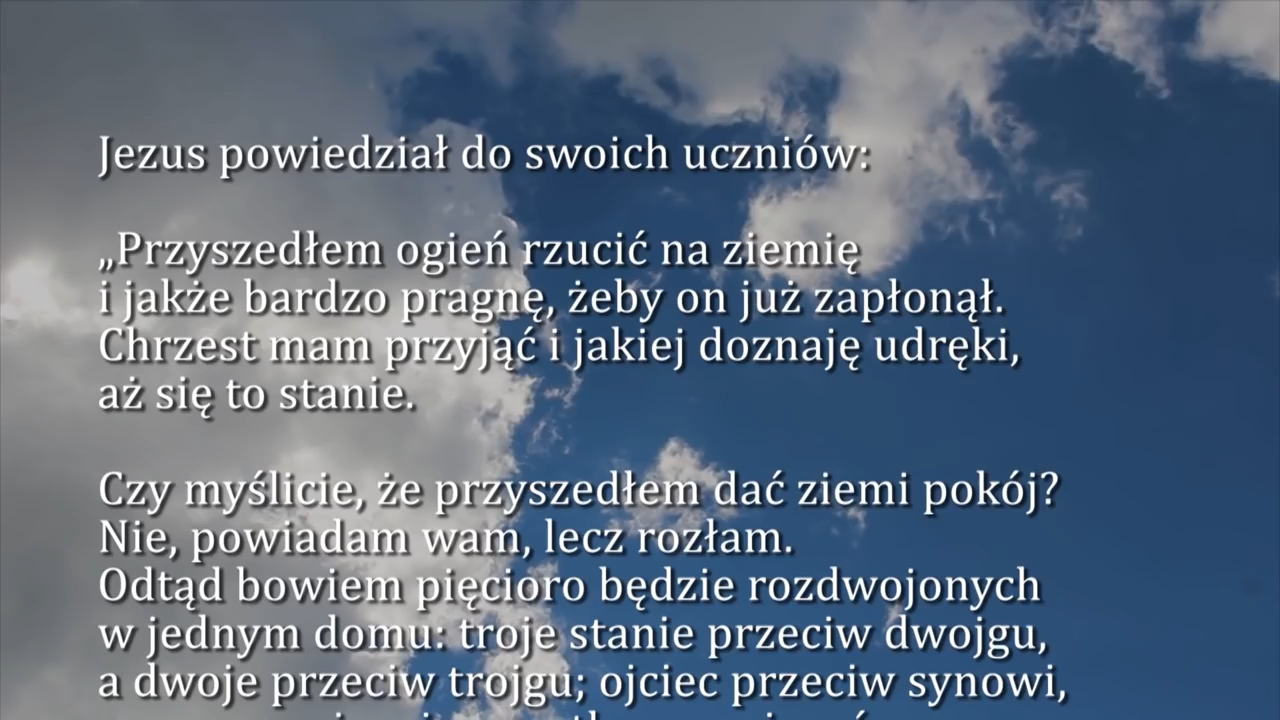 Jezus powiedział do swoich uczniów:
„Przyszedłem ogień rzucić na ziemię
i jakże bardzo pragnę, żeby on już zapłonął.
Chrzest mam przyjąć i jakiej doznaję udręki,
aż się to stanie.
Czy myślicie, że przyszedłem dać ziemi pokój?
Nie, powiadam wam, lecz rozłam.
Odtąd bowiem pięcioro będzie rozdwojonych
w jednym domu: troje stanie przeciw dwojgu,
a dwoje przeciw trojgu; ojciec przeciw synowi,